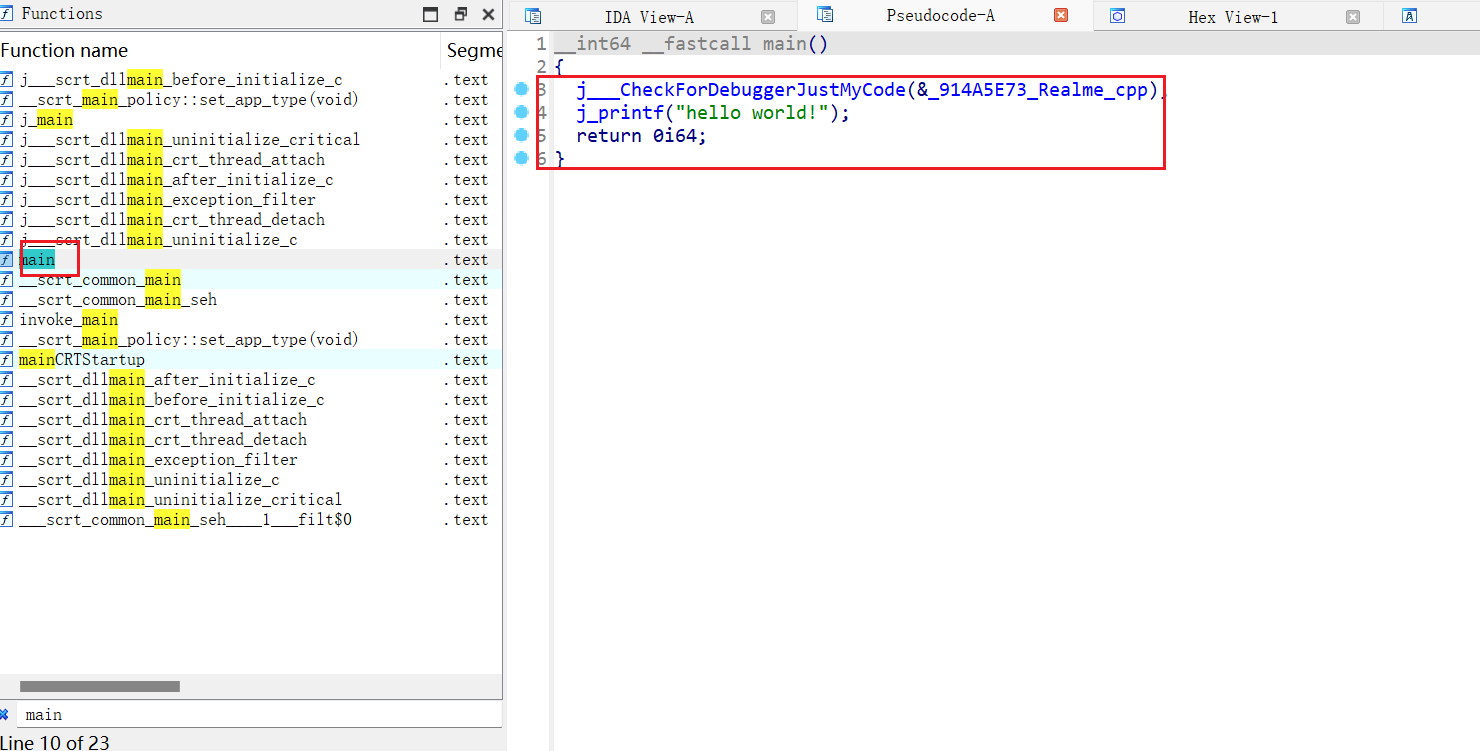 Functions
Function name Segme
j___scrt_dllmain_before_initialize_c .text
__scrt_main_policy::set_app_type(void) .text
j_main .text
j___scrt_dllmain_uninitialize_critical .text
j___scrt_dllmain_crt_thread_attach .text
j___scrt_dllmain_after_initialize_c .text
j___scrt_dllmain_exception_filter .text
j___scrt_dllmain_crt_thread_detach .text
j___scrt_dllmain_uninitialize_c .text
main .text
__scrt_common_main .text
__scrt_common_main_seh .text
invoke_main .text
__scrt_main_policy::set_app_type(void) .text
mainCRTStartup .text
__scrt_dllmain_after_initialize_c .text
__scrt_dllmain_before_initialize_c .text
__scrt_dllmain_crt_thread_attach .text
__scrt_dllmain_crt_thread_detach .text
__scrt_dllmain_exception_filter .text
__scrt_dllmain_uninitialize_c .text
__scrt_dllmain_uninitialize_critical .text
___scrt_common_main_seh____1___filt$0 .text
main
Line 10 of 23
IDA View-A Pseudocode-A Hex View-1
1 __int64 __fastcall main()
2 {
3 j___CheckForDebuggerJustMyCode(&_914A5E73_Realme_cpp);
4 j_printf("hello world!");
5 return 0i64;
6 }